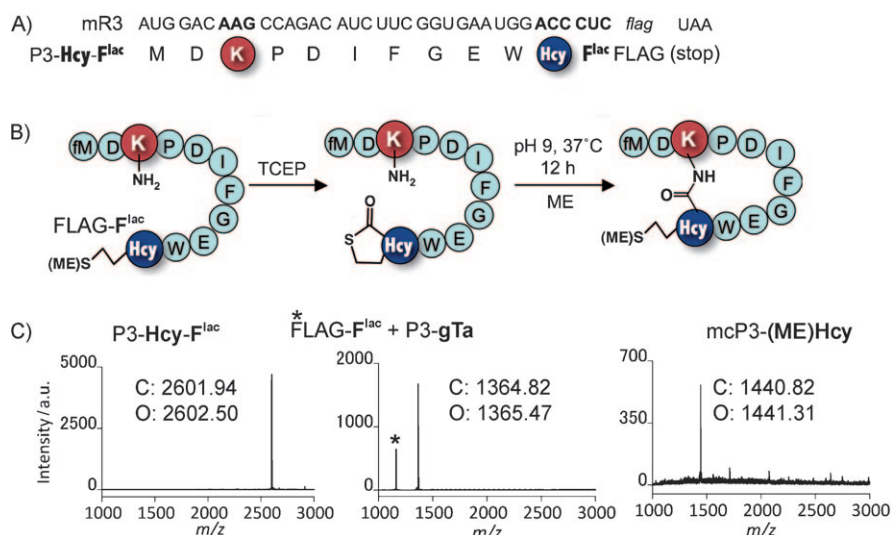 A) mR3 AUG GAC AAG CCAGAC AUC UUC GGU GAA UGG ACC CUC flag UAA
P3-Hcy-Flac M D K P D I F G E W Hcy Flac FLAG (stop)
B)
fM D K P D I F G E W Hcy
NH2
FLAG-Flac
(ME)S
TCEP
fM D K P D I F G E W Hcy
NH2
O
S
pH 9, 37°C
12 h
ME
fM D K P D I F G E W Hcy
NH
O
(ME)S
C) P3-Hcy-Flac
*
FLAG-Flac + P3-gTa
mcP3-(ME)Hcy
Intensity/a.u.
5000
2500
0
C: 2601.94
O: 2602.50
1000 1500 2000 2500 3000
m/z
2000
1000
0
C: 1364.82
O: 1365.47
*
1000 1500 2000 2500 3000
m/z
700
350
0
C: 1440.82
O: 1441.31
1000 1500 2000 2500 3000
m/z